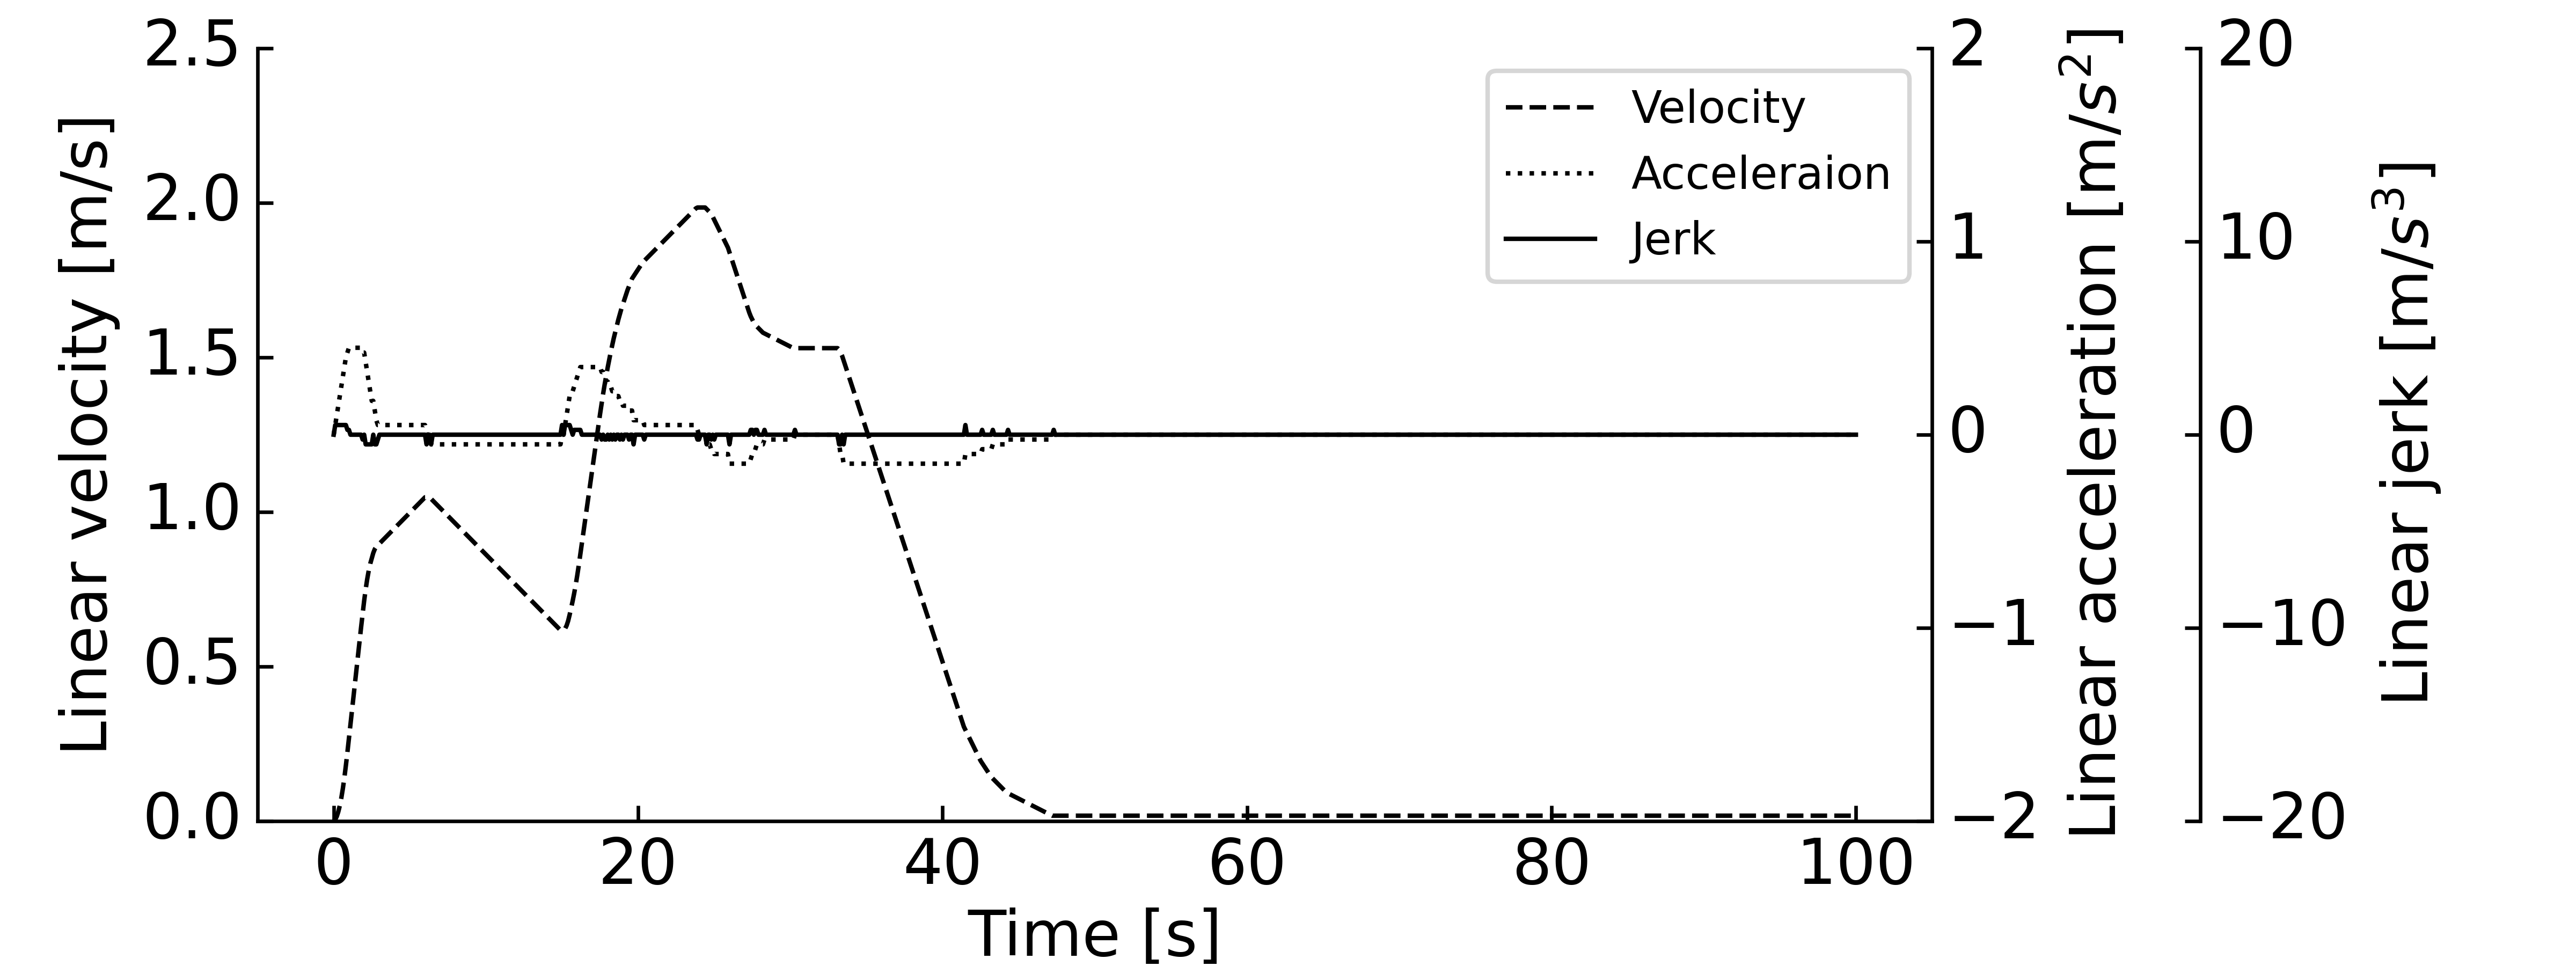 Linear velocity [m/s]
2.5
2.0
1.5
1.0
0.5
0.0
0 20 40 60 80 100
Time [s]
Velocity
Acceleraion
Jerk
2
1
0
−1
−2
Linear acceleration [m/s²]
20
10
0
−10
−20
Linear jerk [m/s³]